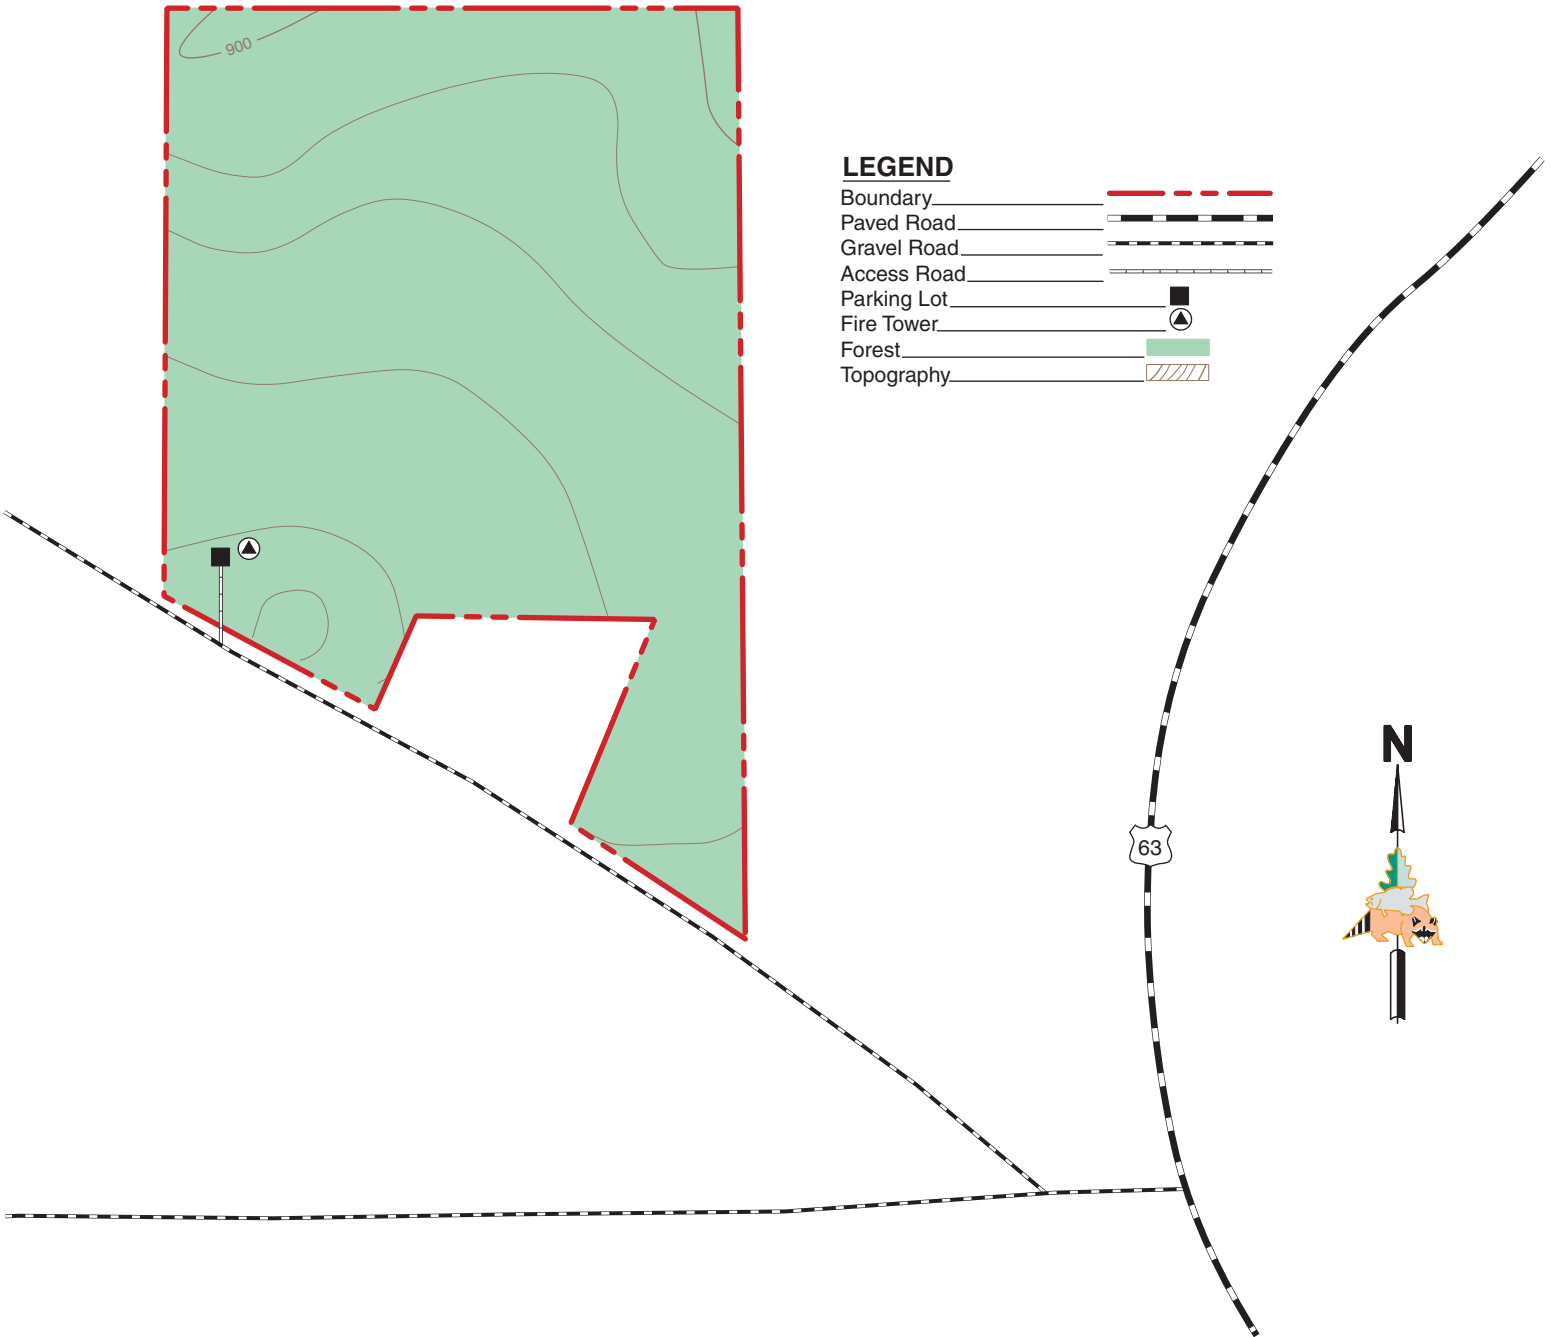 900
LEGEND
Boundary
Paved Road
Gravel Road
Access Road
Parking Lot
Fire Tower
Forest
Topography
N
63